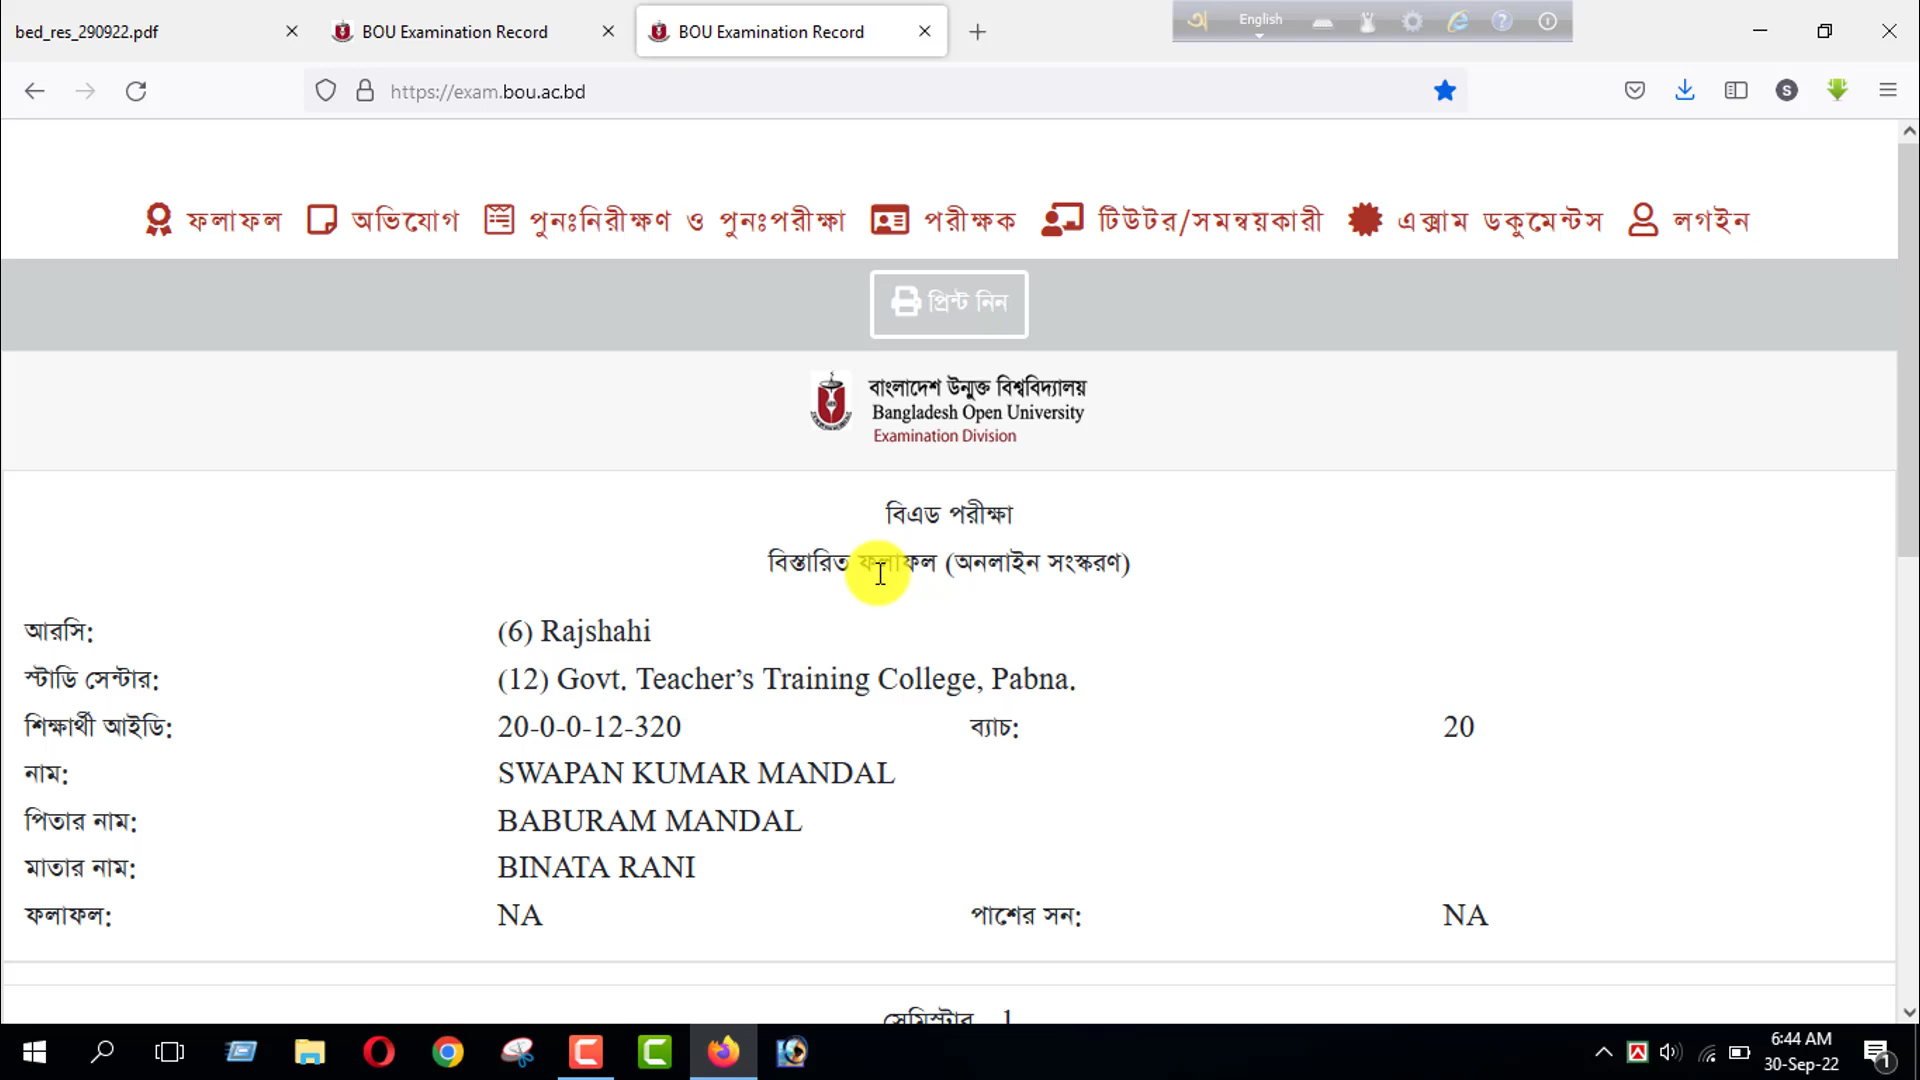 bed_res_290922.pdf
BOU Examination Record
BOU Examination Record
English
https://exam.bou.ac.bd
S
ফলাফল
অভিযোগ
পুনঃনিরীক্ষণ ও পুনঃপরীক্ষা
পরীক্ষক
টিউটর/সমন্বয়কারী
এক্সাম ডকুমেন্টস
লগইন
প্রিন্ট নিন
বাংলাদেশ উন্মুক্ত বিশ্ববিদ্যালয়
Bangladesh Open University
Examination Division
বিএড পরীক্ষা
বিস্তারিত ফলাফল (অনলাইন সংস্করণ)
আরসি: (6) Rajshahi
স্টাডি সেন্টার: (12) Govt. Teacher’s Training College, Pabna.
শিক্ষার্থী আইডি: 20-0-0-12-320 ব্যাচ: 20
নাম: SWAPAN KUMAR MANDAL
পিতার নাম: BABURAM MANDAL
মাতার নাম: BINATA RANI
ফলাফল: NA পাশের সন: NA
সেমিস্টার 1
6:44 AM
30-Sep-22
1